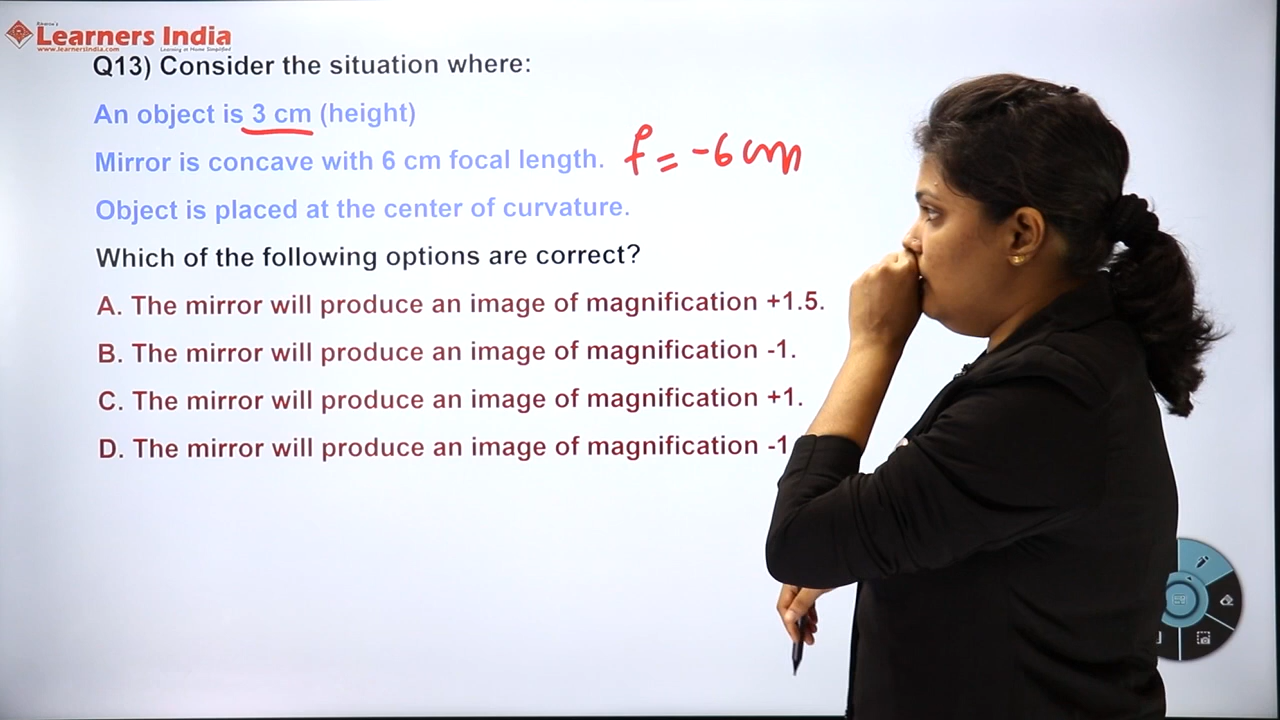 Edurev's
Learners India
www.learnersindia.com Learning at Home Simplified
Q13) Consider the situation where:
An object is 3 cm (height)
Mirror is concave with 6 cm focal length. f = -6 cm
Object is placed at the center of curvature.
Which of the following options are correct?
A. The mirror will produce an image of magnification +1.5.
B. The mirror will produce an image of magnification -1.
C. The mirror will produce an image of magnification +1.
D. The mirror will produce an image of magnification -1